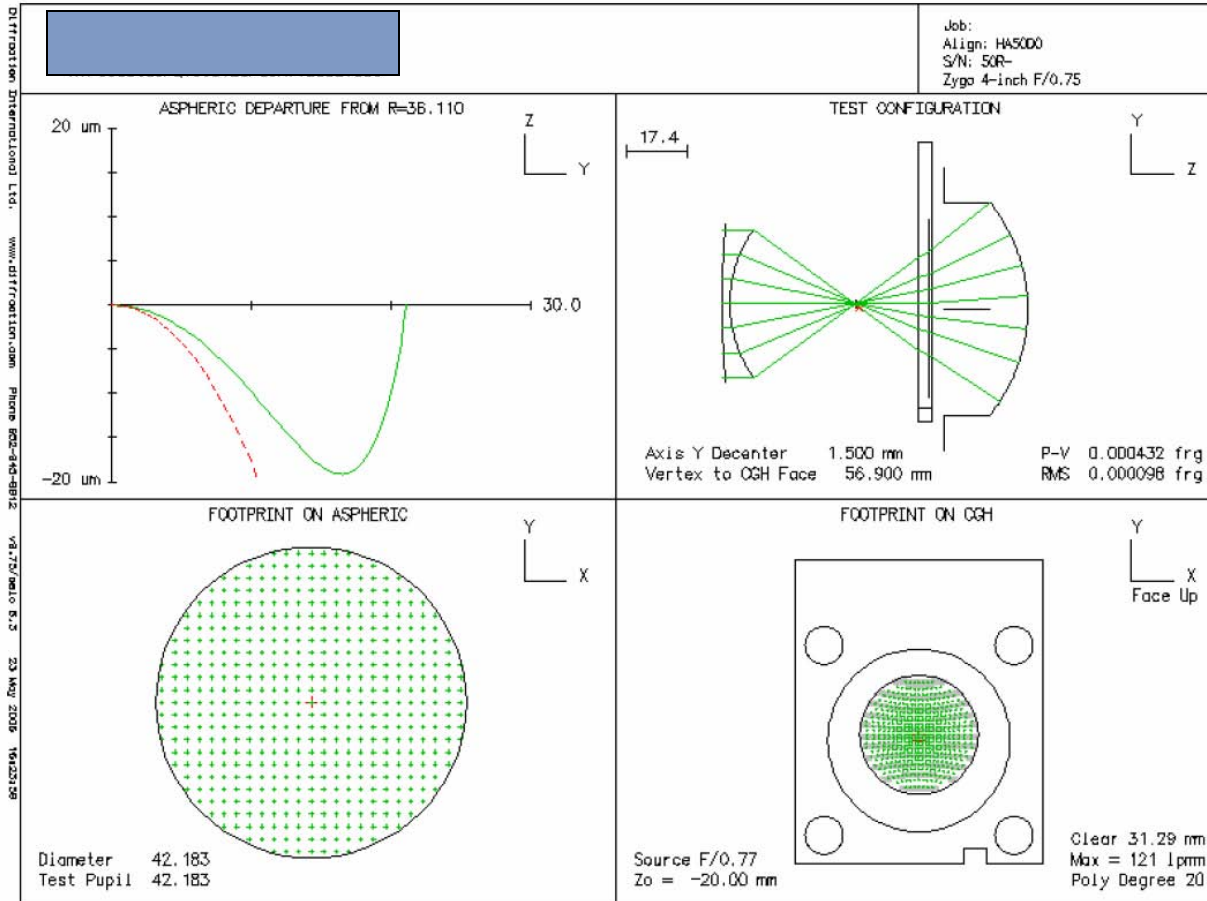 Diffraction International Ltd. www.diffraction.com
Job:
Align: HA50D0
S/N: 50R-
Zygo 4-inch F/0.75
ASPHERIC DEPARTURE FROM R=36.110
20 um
Z
Y
30.0
-20 um
TEST CONFIGURATION
17.4
Y
Z
Axis Y Decenter 1.500 mm
Vertex to CGH Face 56.900 mm
P-V 0.000432 frg
RMS 0.000098 frg
FOOTPRINT ON ASPHERIC
Y
X
Diameter 42.183
Test Pupil 42.183
FOOTPRINT ON CGH
Y
X
Face Up
Source F/0.77
Zo = -20.00 mm
Clear 31.29 mm
Max = 121 lpmm
Poly Degree 20